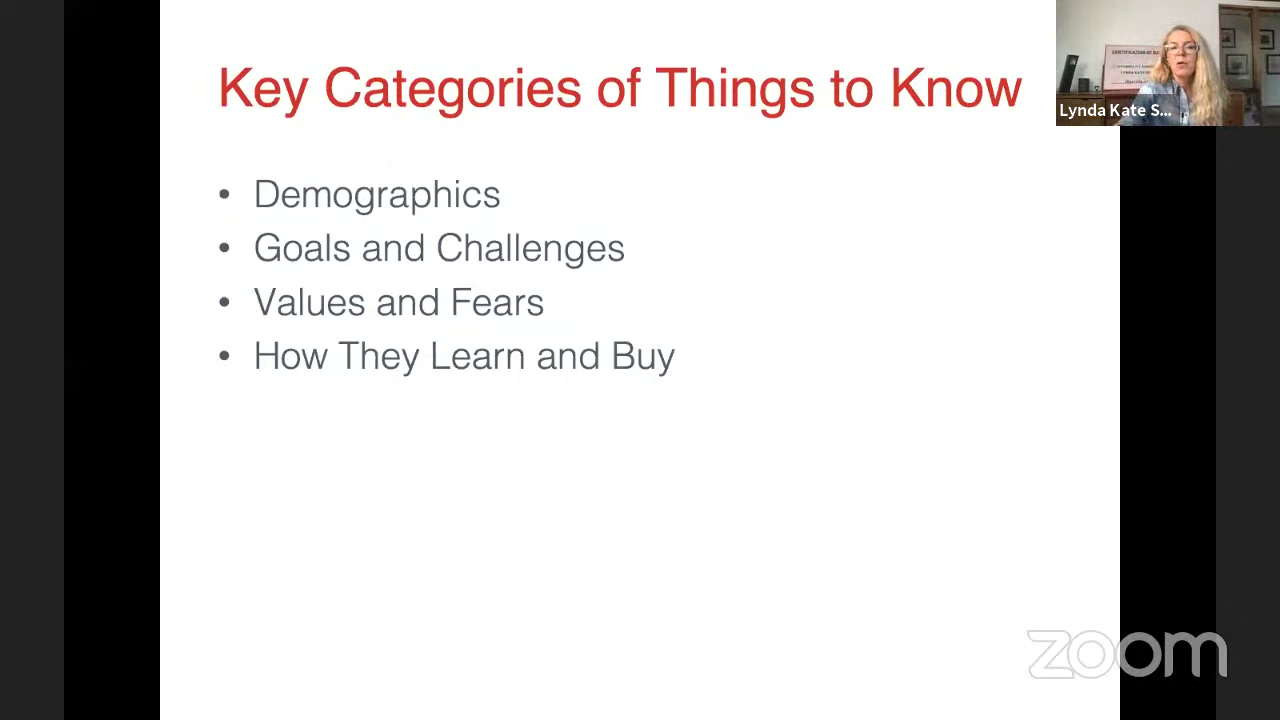 Key Categories of Things to Know
• Demographics
• Goals and Challenges
• Values and Fears
• How They Learn and Buy
Lynda Kate S...
zoom